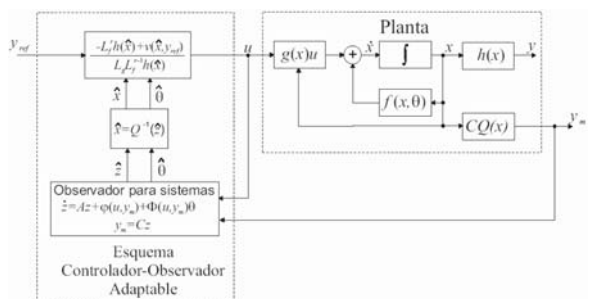 Planta
y_ref
-L_f^r h(x̂)+v(x̂,y_ref)
L_g L_f^{r-1} h(x̂)
u
g(x)u
+
ẋ
∫
x
h(x)
y
f(x,θ)
x̂
θ̂
x̂=Q⁻¹(ẑ)
CQ(x)
y_m
ẑ
θ̂
Observador para sistemas
ż=Az+φ(u,y_m)+Φ(u,y_m)θ
y_m=Cz
Esquema
Controlador-Observador
Adaptable